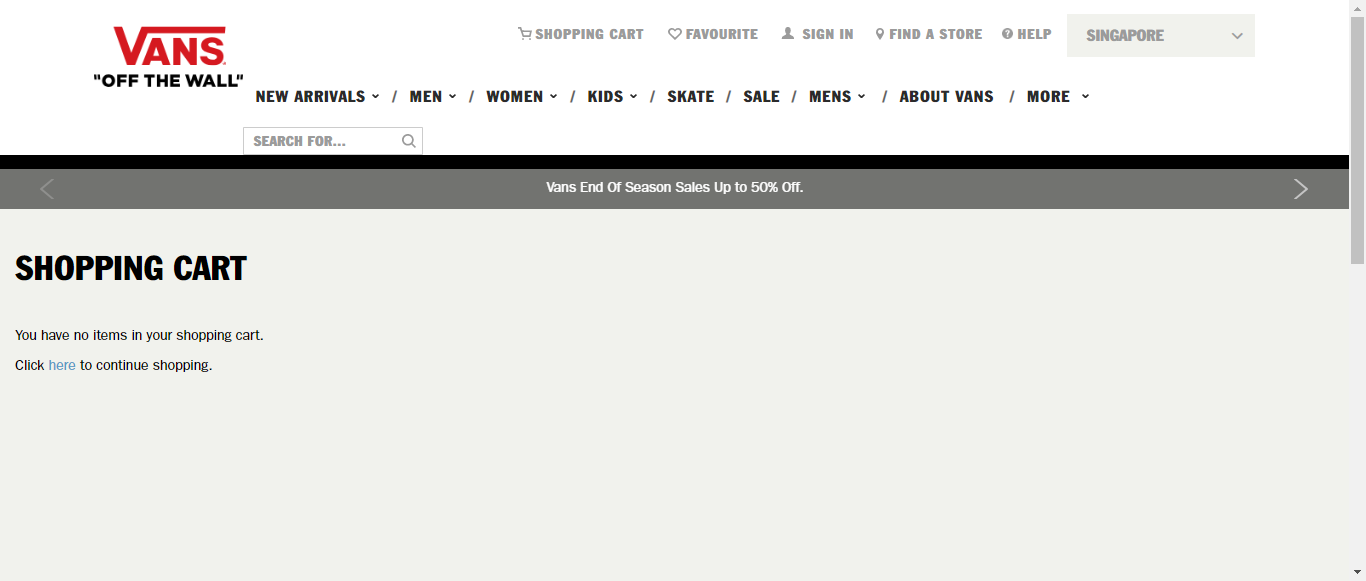 VANS
"OFF THE WALL"
SHOPPING CART FAVOURITE SIGN IN FIND A STORE HELP SINGAPORE
NEW ARRIVALS / MEN / WOMEN / KIDS / SKATE / SALE / MENS / ABOUT VANS / MORE
SEARCH FOR...
Vans End Of Season Sales Up to 50% Off.
SHOPPING CART
You have no items in your shopping cart.
Click here to continue shopping.